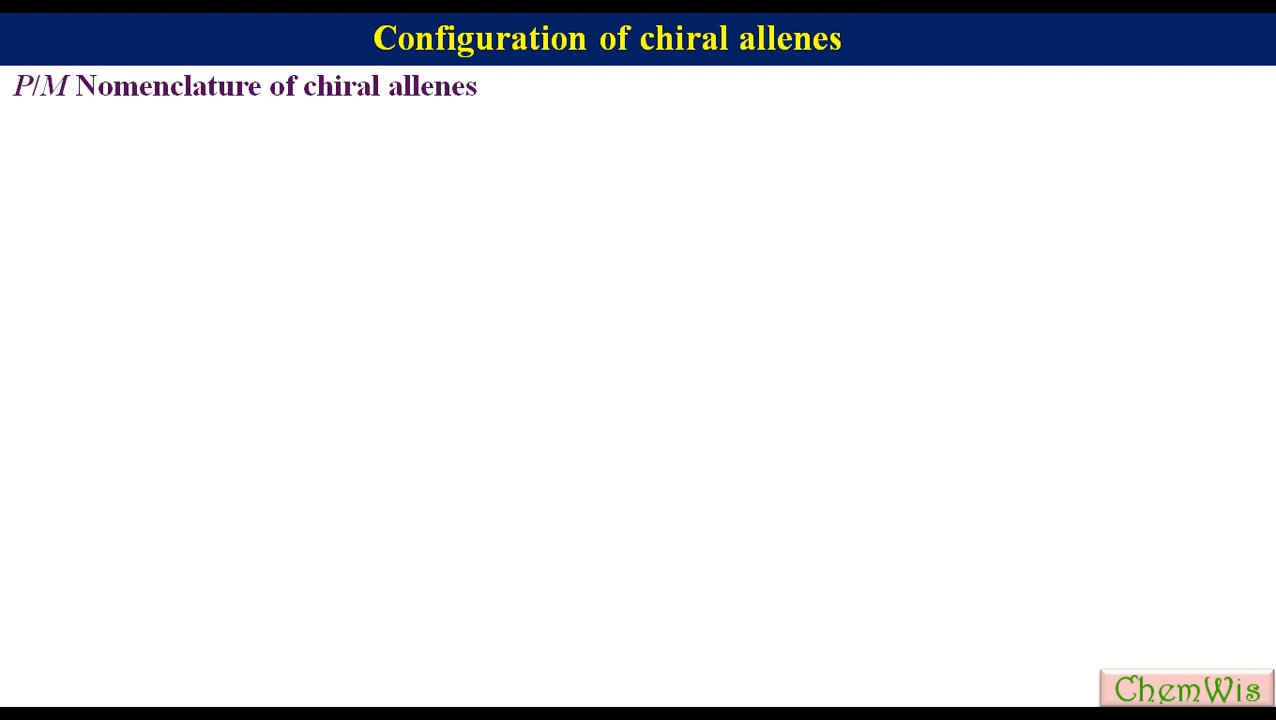 Configuration of chiral allenes
P/M Nomenclature of chiral allenes
ChemWis